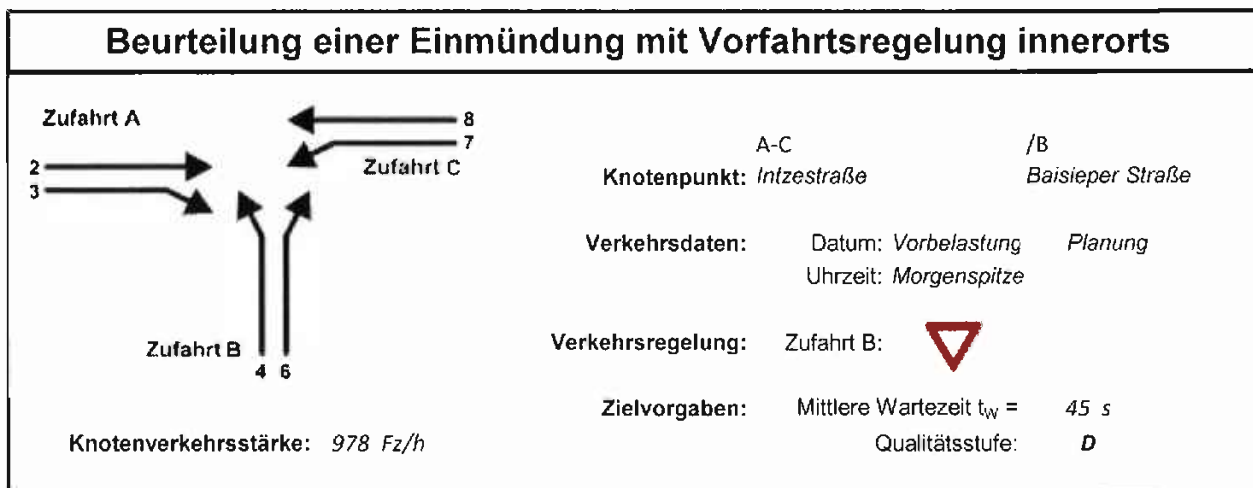 Beurteilung einer Einmündung mit Vorfahrtsregelung innerorts
Zufahrt A
8
7
Zufahrt C
2
3
Zufahrt B
4 6
Knotenverkehrsstärke: 978 Fz/h
A-C /B
Knotenpunkt: Intzestraße Baisieper Straße
Verkehrsdaten: Datum: Vorbelastung Planung
Uhrzeit: Morgenspitze
Verkehrsregelung: Zufahrt B:
Zielvorgaben: Mittlere Wartezeit tW = 45 s
Qualitätsstufe: D